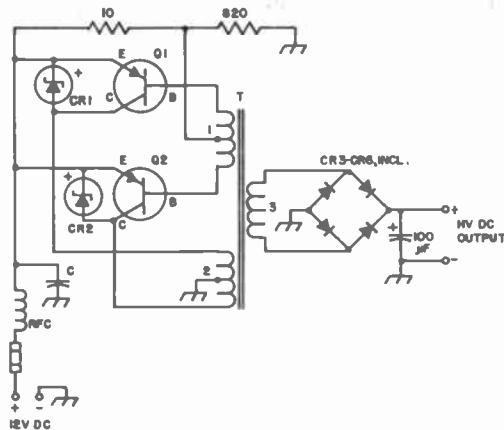 10
820
E
Q1
+
CR1
C
B
T
1
E
Q2
+
CR2
C
B
CR3-CR6, INCL.
3
+
HV DC
OUTPUT
+
100
µF
-
2
C
RFC
+
-
12V DC